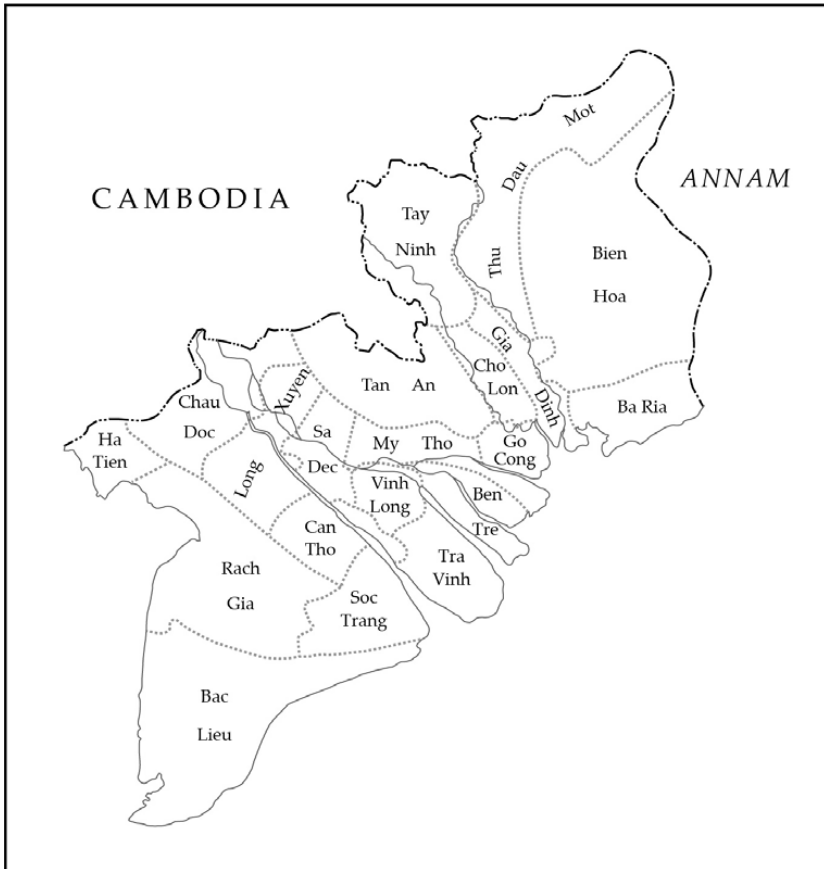 CAMBODIA
ANNAM
Thu Dau Mot
Tay
Ninh
Bien
Hoa
Gia Dinh
Cho
Lon
Tan An
Ba Ria
Chau
Doc
Long Xuyen
Ha
Tien
Sa
Dec
My Tho
Go
Cong
Vinh
Long
Ben
Tre
Can
Tho
Tra
Vinh
Rach
Gia
Soc
Trang
Bac
Lieu